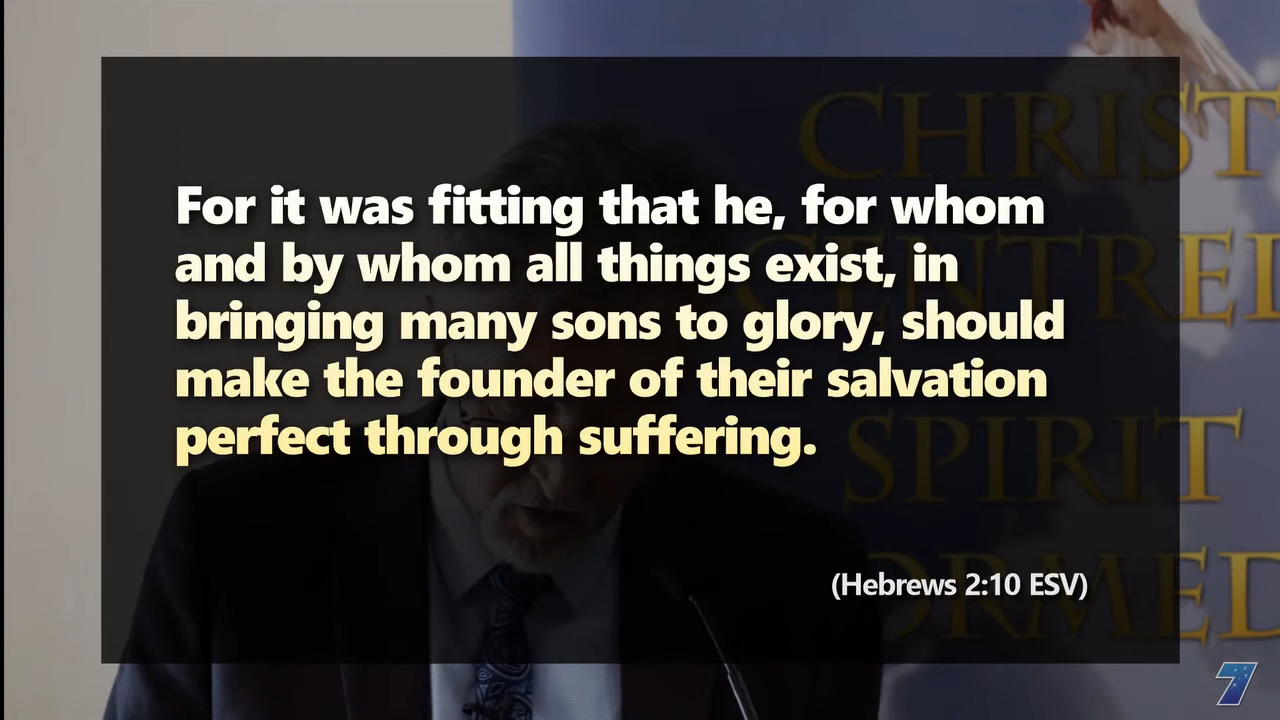 For it was fitting that he, for whom
and by whom all things exist, in
bringing many sons to glory, should
make the founder of their salvation
perfect through suffering.
(Hebrews 2:10 ESV)
CHRIST
SPIRIT
7